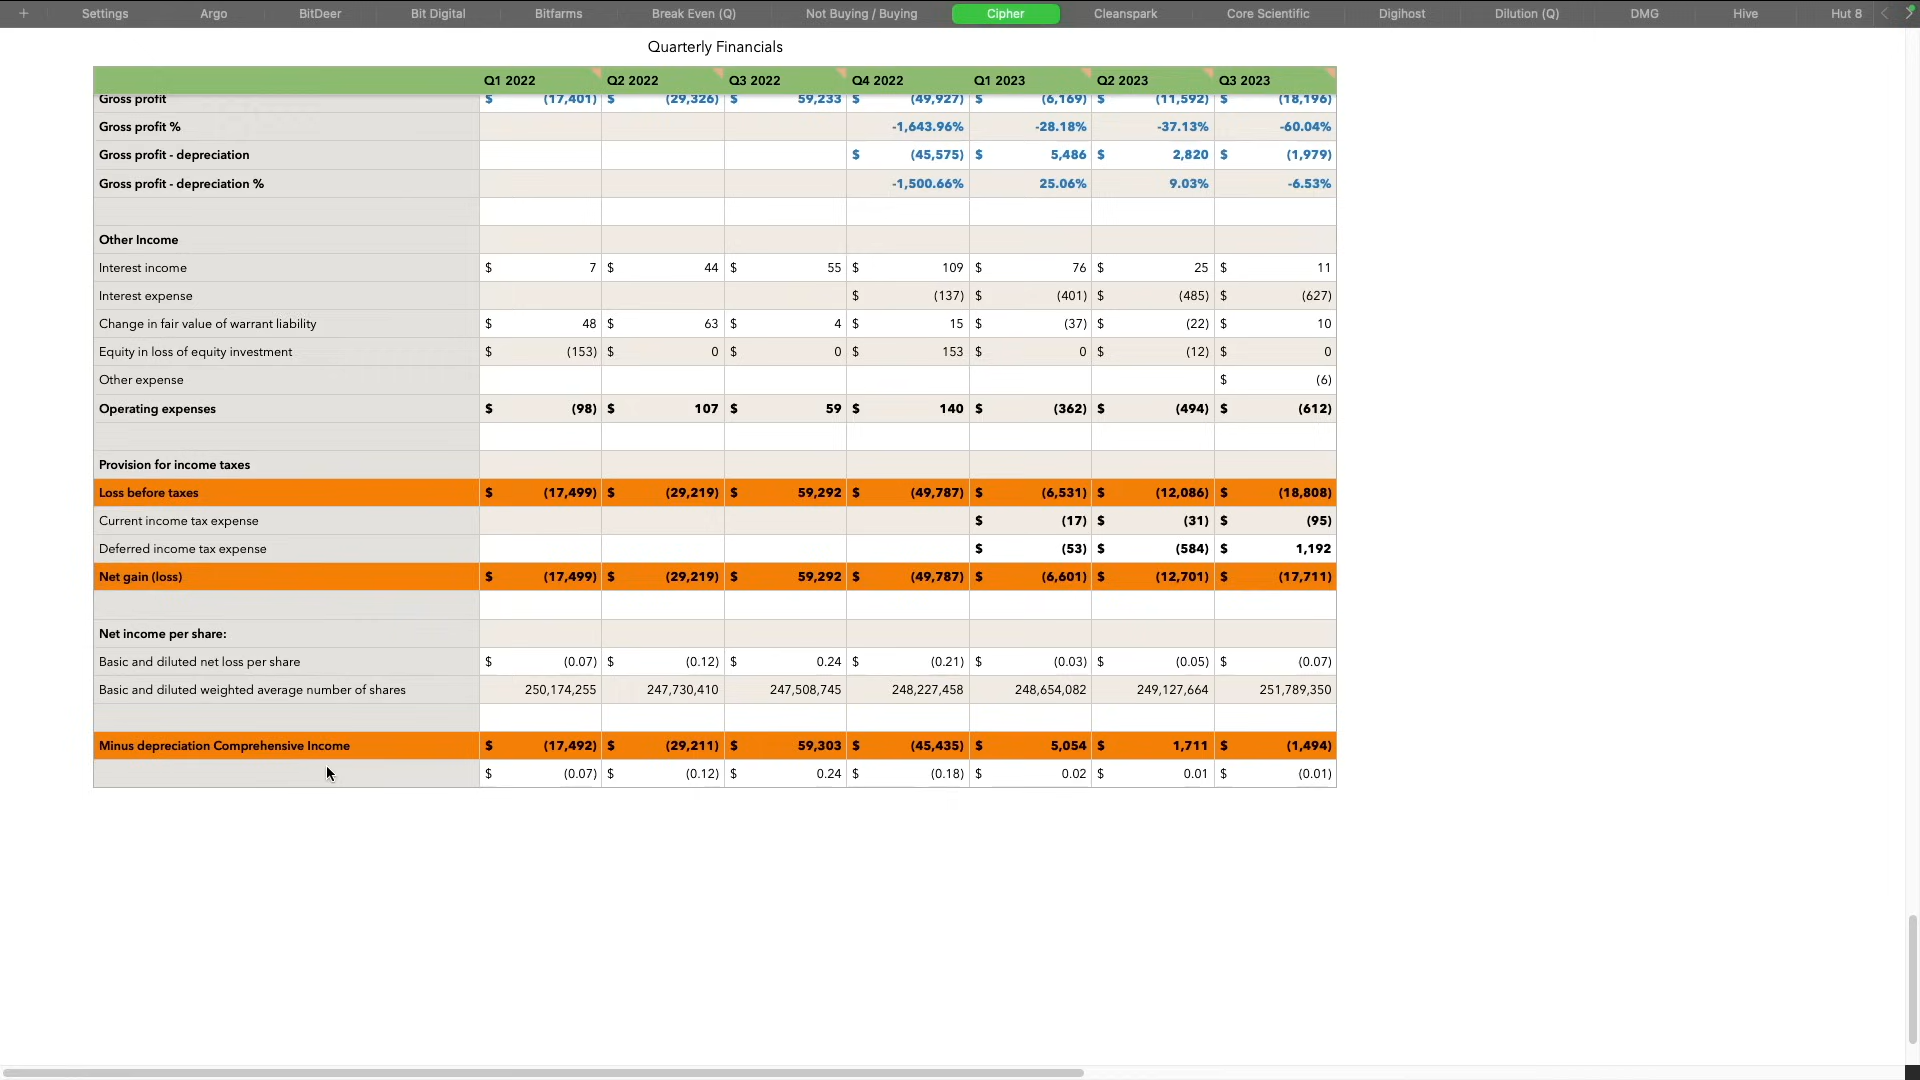 + Settings Argo BitDeer Bit Digital Bitfarms Break Even (Q) Not Buying / Buying Cipher Cleanspark Core Scientific Digihost Dilution (Q) DMG Hive Hut 8
Quarterly Financials
Q1 2022 Q2 2022 Q3 2022 Q4 2022 Q1 2023 Q2 2023 Q3 2023
Gross profit $ (17,401) $ (29,326) $ 59,233 $ (49,927) $ (6,169) $ (11,592) $ (18,196)
Gross profit % -1,643.96% -28.18% -37.13% -60.04%
Gross profit - depreciation $ (45,575) $ 5,486 $ 2,820 $ (1,979)
Gross profit - depreciation % -1,500.66% 25.06% 9.03% -6.53%
Other Income
Interest income $ 7 $ 44 $ 55 $ 109 $ 76 $ 25 $ 11
Interest expense $ (137) $ (401) $ (485) $ (627)
Change in fair value of warrant liability $ 48 $ 63 $ 4 $ 15 $ (37) $ (22) $ 10
Equity in loss of equity investment $ (153) $ 0 $ 0 $ 153 $ 0 $ (12) $ 0
Other expense $ (6)
Operating expenses $ (98) $ 107 $ 59 $ 140 $ (362) $ (494) $ (612)
Provision for income taxes
Loss before taxes $ (17,499) $ (29,219) $ 59,292 $ (49,787) $ (6,531) $ (12,086) $ (18,808)
Current income tax expense $ (17) $ (31) $ (95)
Deferred income tax expense $ (53) $ (584) $ 1,192
Net gain (loss) $ (17,499) $ (29,219) $ 59,292 $ (49,787) $ (6,601) $ (12,701) $ (17,711)
Net income per share:
Basic and diluted net loss per share $ (0.07) $ (0.12) $ 0.24 $ (0.21) $ (0.03) $ (0.05) $ (0.07)
Basic and diluted weighted average number of shares 250,174,255 247,730,410 247,508,745 248,227,458 248,654,082 249,127,664 251,789,350
Minus depreciation Comprehensive Income $ (17,492) $ (29,211) $ 59,303 $ (45,435) $ 5,054 $ 1,711 $ (1,494)
$ (0.07) $ (0.12) $ 0.24 $ (0.18) $ 0.02 $ 0.01 $ (0.01)